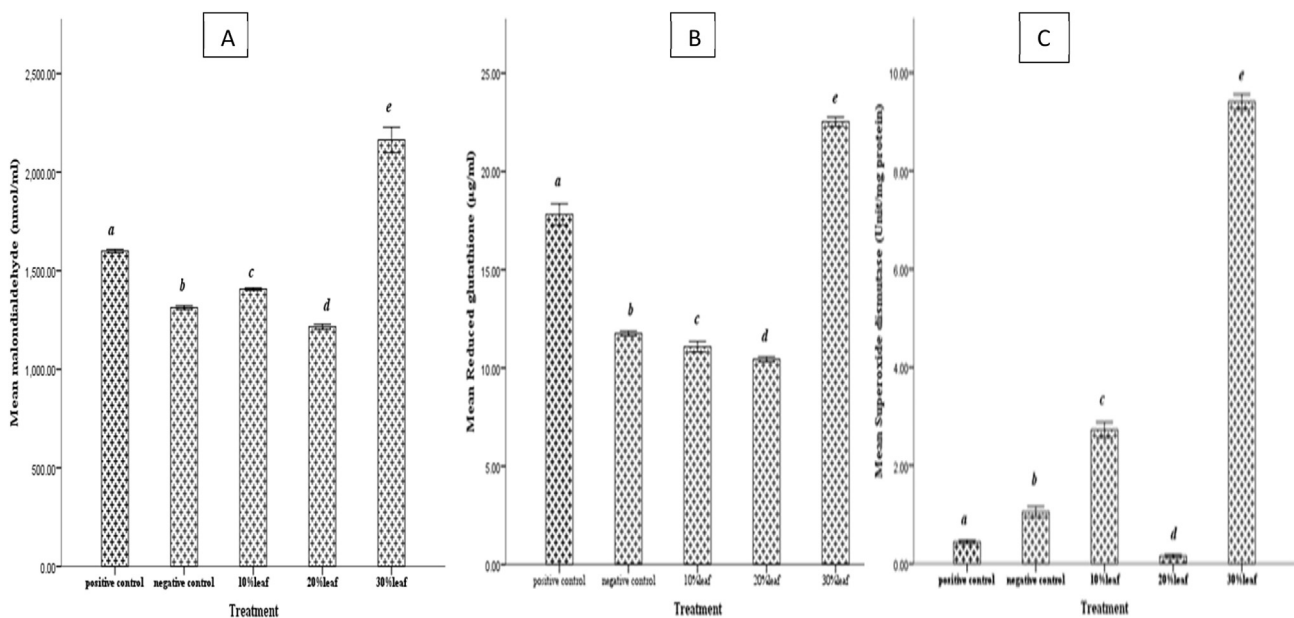 A
Mean malondialdehyde (nmol/ml)
2,500.00
2,000.00
1,500.00
1,000.00
500.00
0.00
a
b
c
d
e
positive control
negative control
10%leaf
20%leaf
30%leaf
Treatment
B
Mean Reduced glutathione (µg/ml)
25.00
20.00
15.00
10.00
5.00
0.00
a
b
c
d
e
positive control
negative control
10%leaf
20%leaf
30%leaf
Treatment
C
Mean Superoxide dismutase (Unit/mg protein)
10.00
8.00
6.00
4.00
2.00
0.00
a
b
c
d
e
positive control
negative control
10%leaf
20%leaf
30%leaf
Treatment